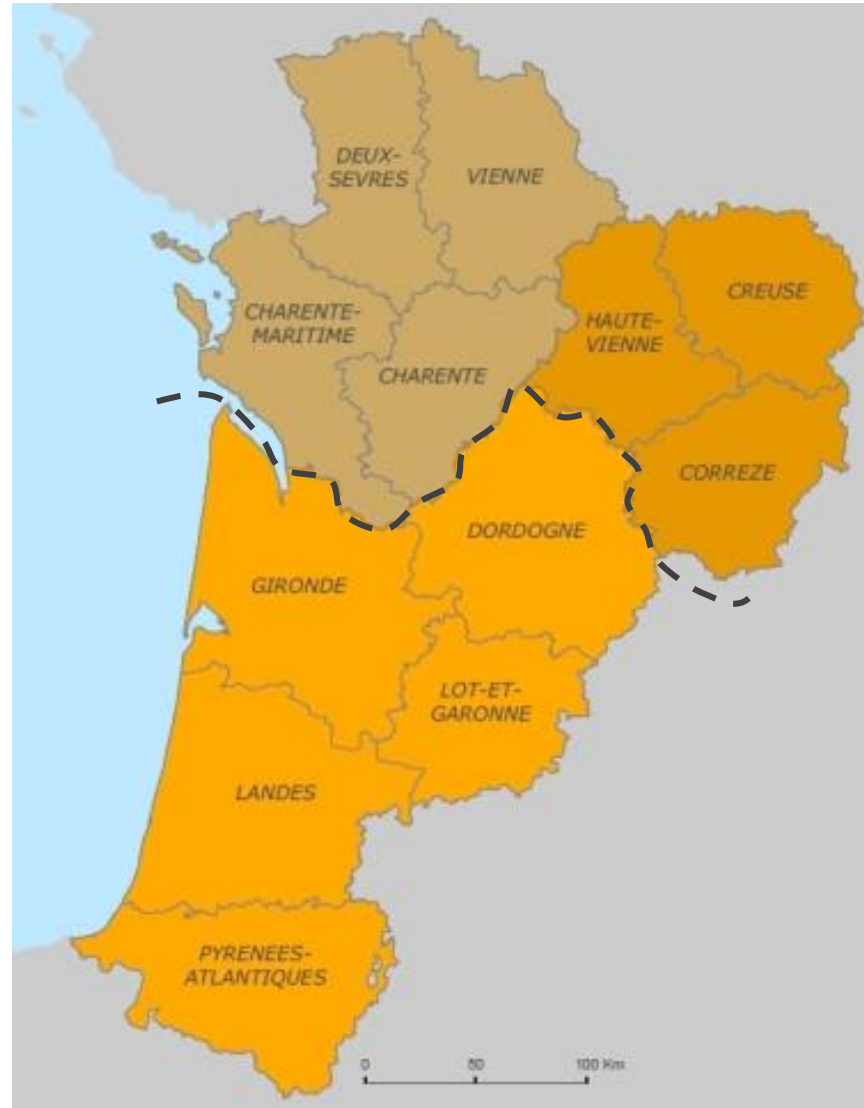 DEUX-
SEVRES
VIENNE
CREUSE
CHARENTE-
MARITIME
HAUTE-
VIENNE
CHARENTE
CORREZE
DORDOGNE
GIRONDE
LOT-ET-
GARONNE
LANDES
PYRENEES-
ATLANTIQUES
0 50 100 Km